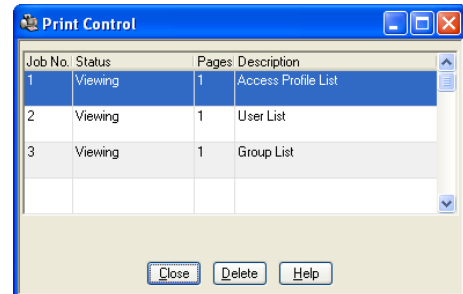 Print Control
Job No. Status Pages Description
1 Viewing 1 Access Profile List
2 Viewing 1 User List
3 Viewing 1 Group List
Close Delete Help